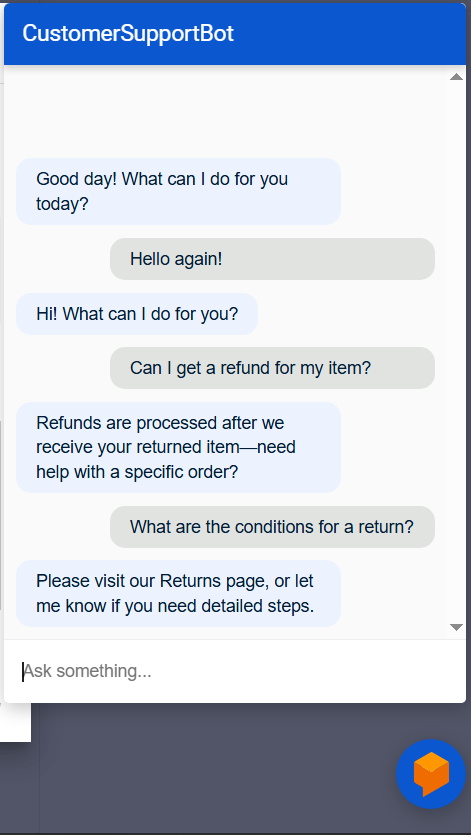 CustomerSupportBot
Good day! What can I do for you
today?
Hello again!
Hi! What can I do for you?
Can I get a refund for my item?
Refunds are processed after we
receive your returned item—need
help with a specific order?
What are the conditions for a return?
Please visit our Returns page, or let
me know if you need detailed steps.
Ask something...